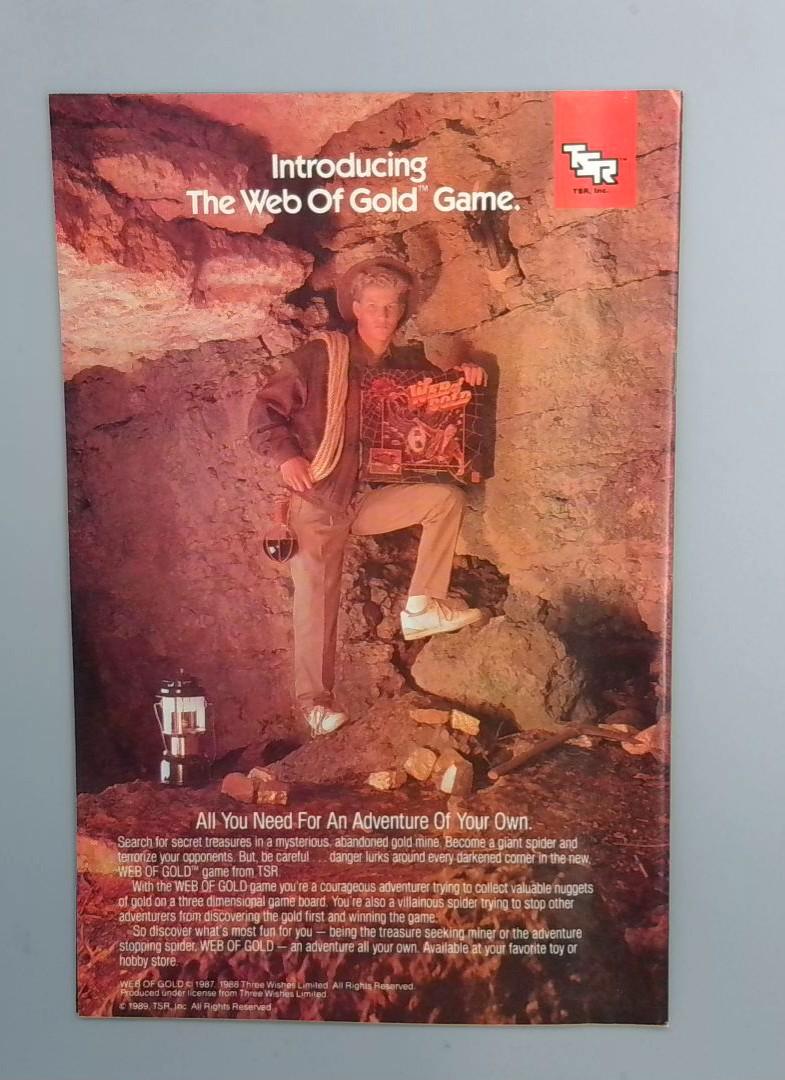 Introducing
The Web Of Gold™ Game.
TSR™
TSR, Inc.
WEB OF GOLD
All You Need For An Adventure Of Your Own.
Search for secret treasures in a mysterious, abandoned gold mine. Become a giant spider and
terrorize your opponents. But, be careful . . . danger lurks around every darkened corner in the new,
WEB OF GOLD™ game from TSR.
With the WEB OF GOLD game you're a courageous adventurer trying to collect valuable nuggets
of gold on a three dimensional game board. You're also a villainous spider trying to stop other
adventurers from discovering the gold first and winning the game.
So discover what's most fun for you — being the treasure seeking miner or the adventure
stopping spider. WEB OF GOLD — an adventure all your own. Available at your favorite toy or
hobby store.
WEB OF GOLD © 1987, 1988 Three Wishes Limited. All Rights Reserved.
Produced under license from Three Wishes Limited.
© 1989, TSR, Inc. All Rights Reserved.